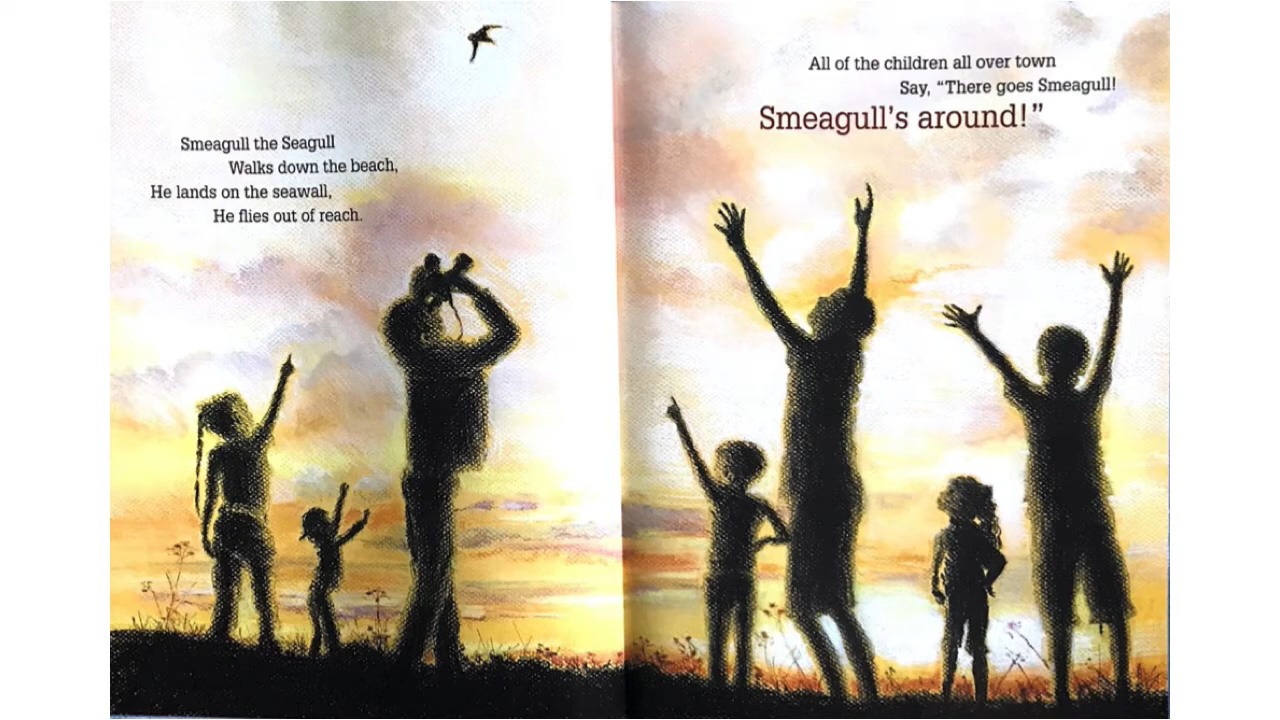 Smeagull the Seagull
Walks down the beach,
He lands on the seawall,
He flies out of reach.
All of the children all over town
Say, “There goes Smeagull!
Smeagull’s around!”